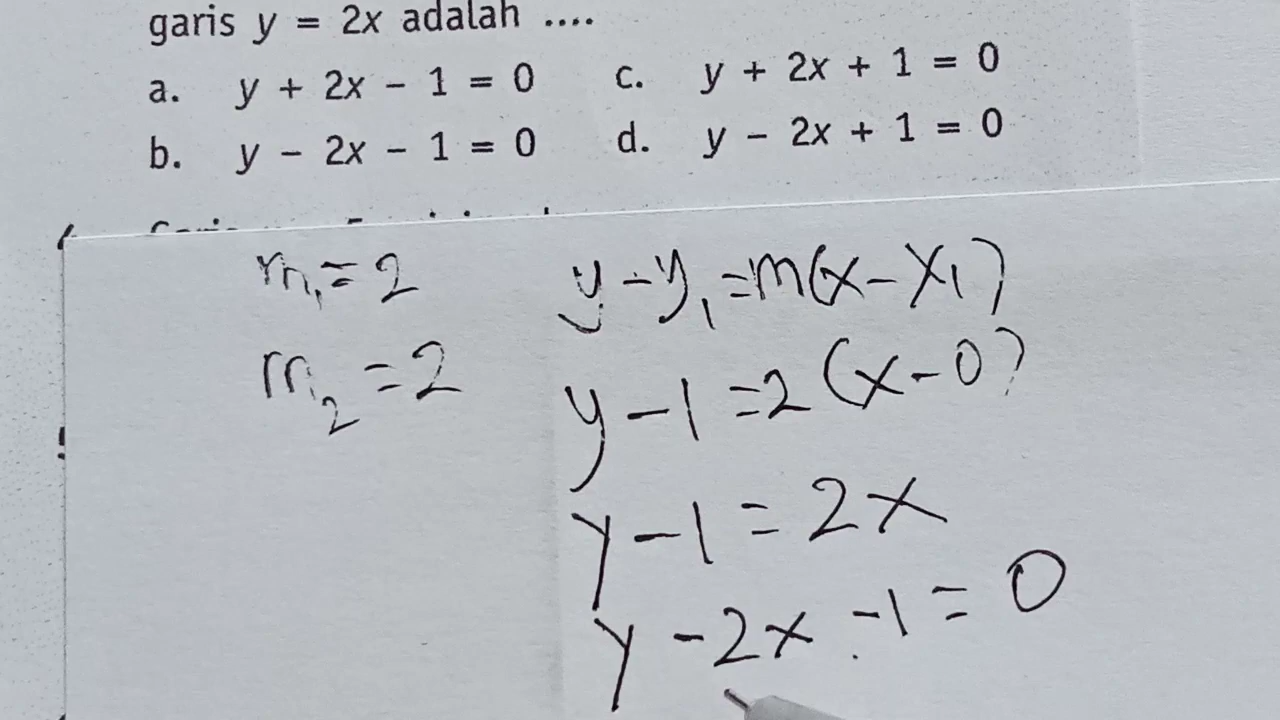 garis y = 2x adalah ....
a. y + 2x − 1 = 0 c. y + 2x + 1 = 0
b. y − 2x − 1 = 0 d. y − 2x + 1 = 0
m₁ = 2 y − y₁ = m(x − x₁)
m₂ = 2 y − 1 = 2(x − 0)
y − 1 = 2x
y − 2x − 1 = 0